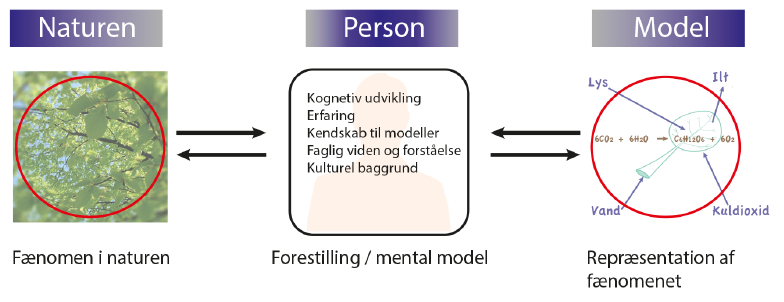 Naturen
Person
Model
Kognetiv udvikling
Erfaring
Kendskab til modeller
Faglig viden og forståelse
Kulturel baggrund
Lys
Ilt
6CO₂ + 6H₂O → C₆H₁₂O₆ + 6O₂
Vand
Kuldioxid
Fænomen i naturen
Forestilling / mental model
Repræsentation af
fænomenet